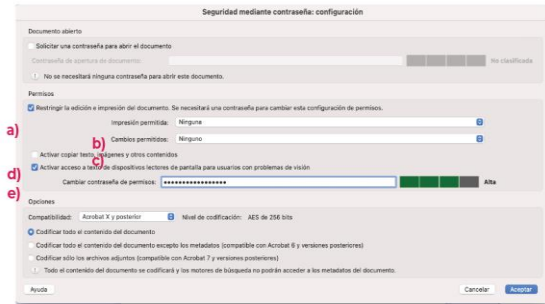 Seguridad mediante contraseña: configuración
Documento abierto
Solicitar una contraseña para abrir el documento
Contraseña de apertura de documento: No clasificada
No se necesitará ninguna contraseña para abrir este documento.
Permisos
Restringir la edición e impresión del documento. Se necesitará una contraseña para cambiar esta configuración de permisos.
a) Impresión permitida: Ninguna
b) Cambios permitidos: Ninguno
Activar copiar texto, imágenes y otros contenidos
c)
d) Activar acceso a texto de dispositivos lectores de pantalla para usuarios con problemas de visión
e) Cambiar contraseña de permisos: ••••••••••••••••• Alta
Opciones
Compatibilidad: Acrobat X y posterior Nivel de codificación: AES de 256 bits
Codificar todo el contenido del documento
Codificar todo el contenido del documento excepto los metadatos (compatible con Acrobat 6 y versiones posteriores)
Codificar sólo los archivos adjuntos (compatible con Acrobat 7 y versiones posteriores)
Todo el contenido del documento se codificará y los motores de búsqueda no podrán acceder a los metadatos del documento.
Ayuda Cancelar Aceptar